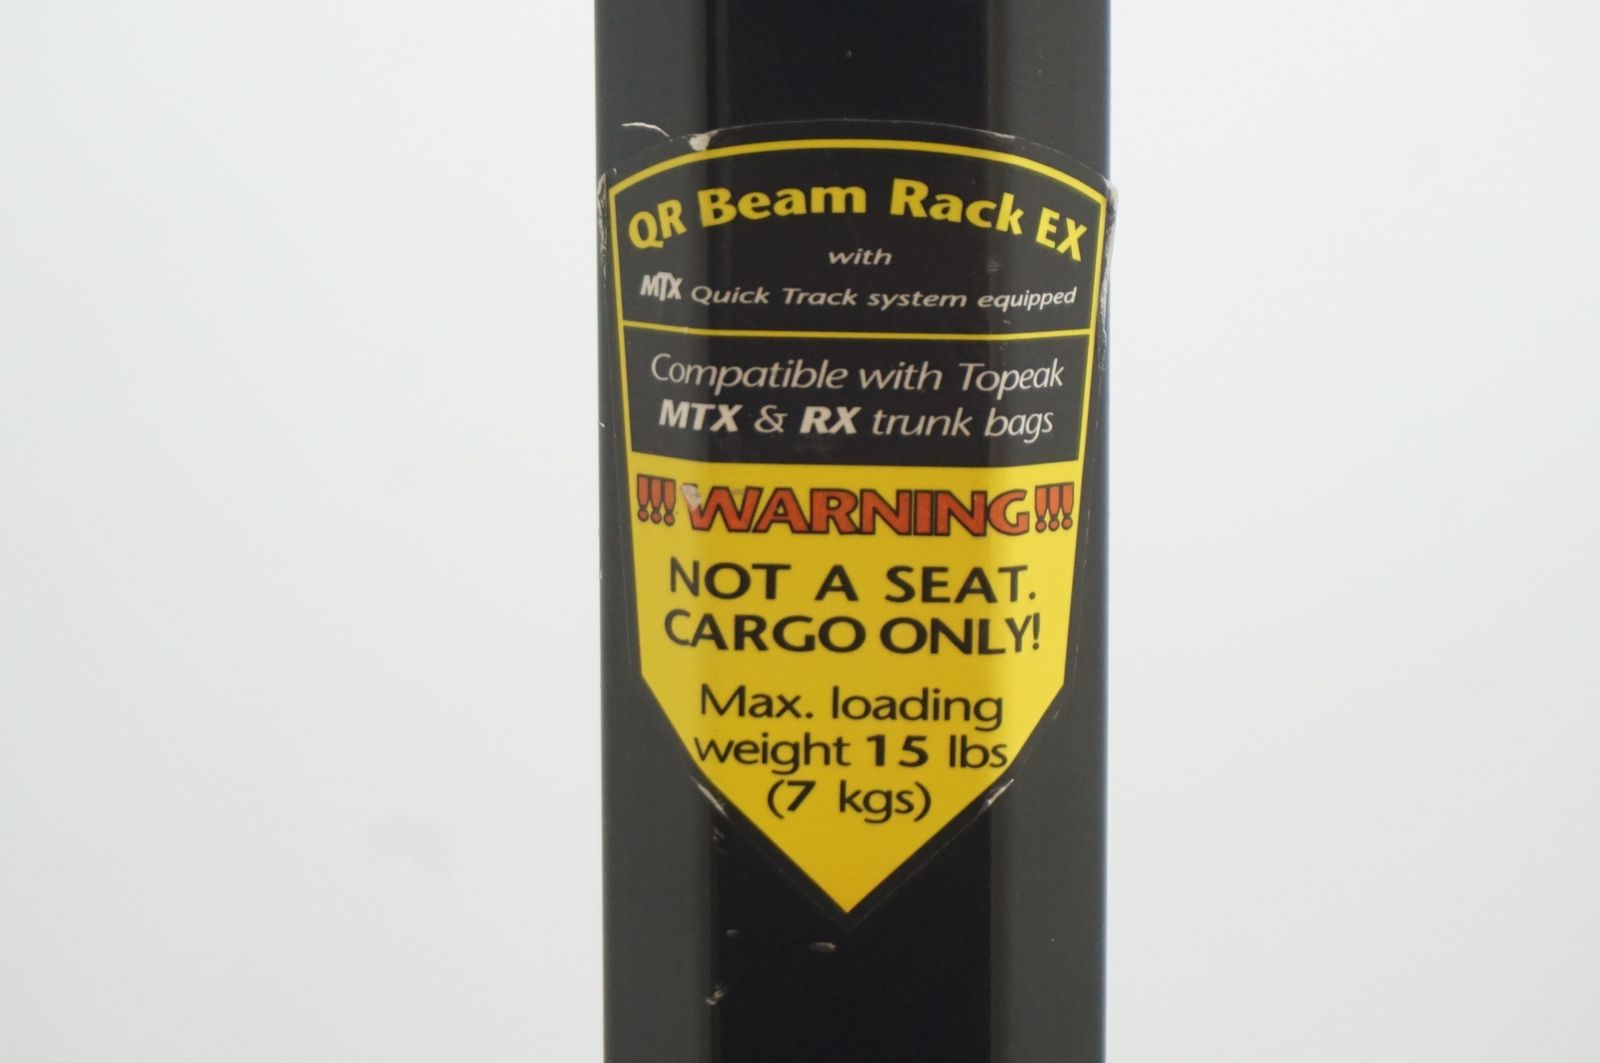 QR Beam Rack EX
with
MTX Quick Track system equipped
Compatible with Topeak
MTX & RX trunk bags
!!! WARNING !!!
NOT A SEAT.
CARGO ONLY!
Max. loading
weight 15 lbs
(7 kgs)